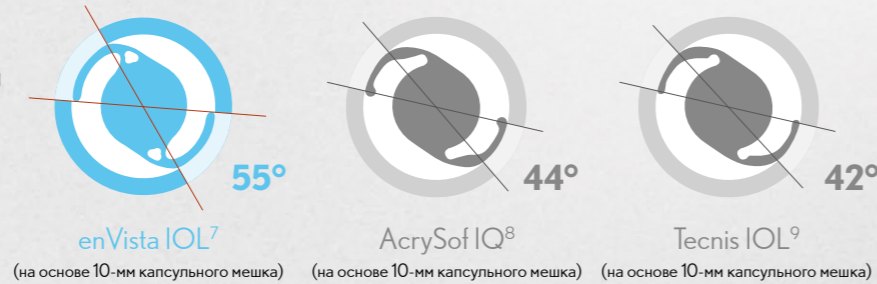 55° 44° 42°
enVista IOL⁷ AcrySof IQ⁸ Tecnis IOL⁹
(на основе 10-мм капсульного мешка) (на основе 10-мм капсульного мешка) (на основе 10-мм капсульного мешка)